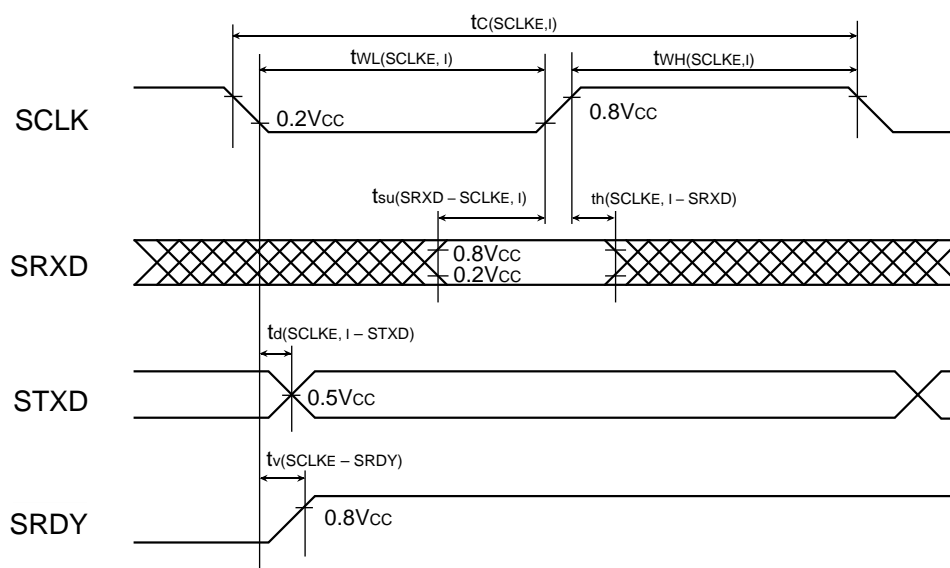 tC(SCLKE,I)
tWL(SCLKE, I)
tWH(SCLKE,I)
SCLK
0.2VCC
0.8VCC
tsu(SRXD – SCLKE, I)
th(SCLKE, I – SRXD)
SRXD
0.8VCC
0.2VCC
td(SCLKE, I – STXD)
STXD
0.5VCC
tv(SCLKE – SRDY)
SRDY
0.8VCC